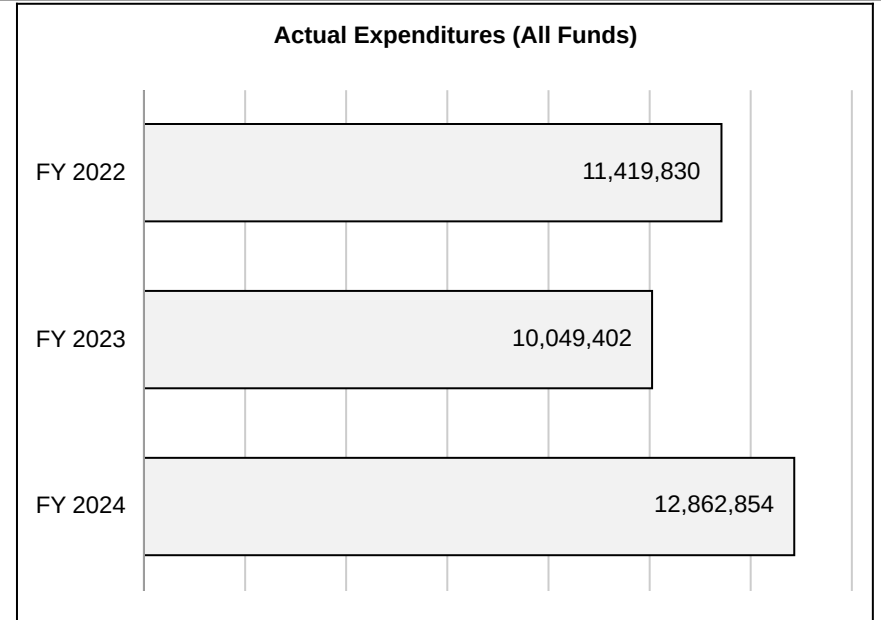 Actual Expenditures (All Funds)
FY 2022 11,419,830
FY 2023 10,049,402
FY 2024 12,862,854